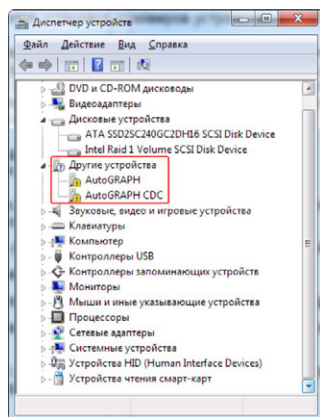 Диспетчер устройств
Файл Действие Вид Справка
DVD и CD-ROM дисководы
Видеоадаптеры
Дисковые устройства
ATA SSD2SC240GC2DH16 SCSI Disk Device
Intel Raid 1 Volume SCSI Disk Device
Другие устройства
AutoGRAPH
AutoGRAPH CDC
Звуковые, видео и игровые устройства
Клавиатуры
Компьютер
Контроллеры USB
Контроллеры запоминающих устройств
Мониторы
Мыши и иные указывающие устройства
Процессоры
Сетевые адаптеры
Системные устройства
Устройства HID (Human Interface Devices)
Устройства чтения смарт-карт